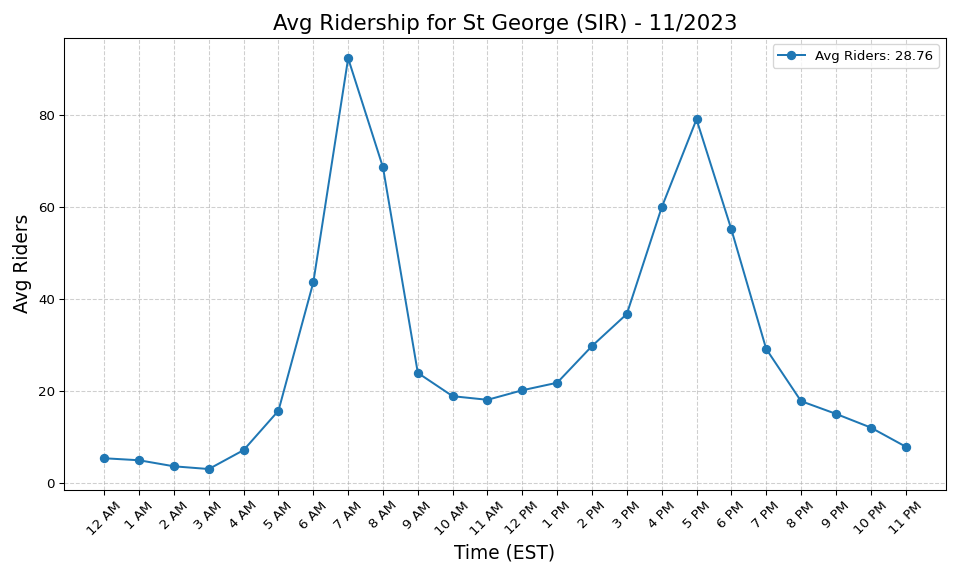 Avg Ridership for St George (SIR) - 11/2023
Avg Riders: 28.76
Avg Riders
80
60
40
20
0
12 AM 1 AM 2 AM 3 AM 4 AM 5 AM 6 AM 7 AM 8 AM 9 AM 10 AM 11 AM 12 PM 1 PM 2 PM 3 PM 4 PM 5 PM 6 PM 7 PM 8 PM 9 PM 10 PM 11 PM
Time (EST)